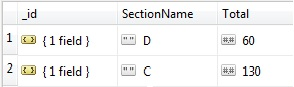 _id SectionName Total
1 { } { 1 field } " " D #.# 60
2 { } { 1 field } " " C #.# 130